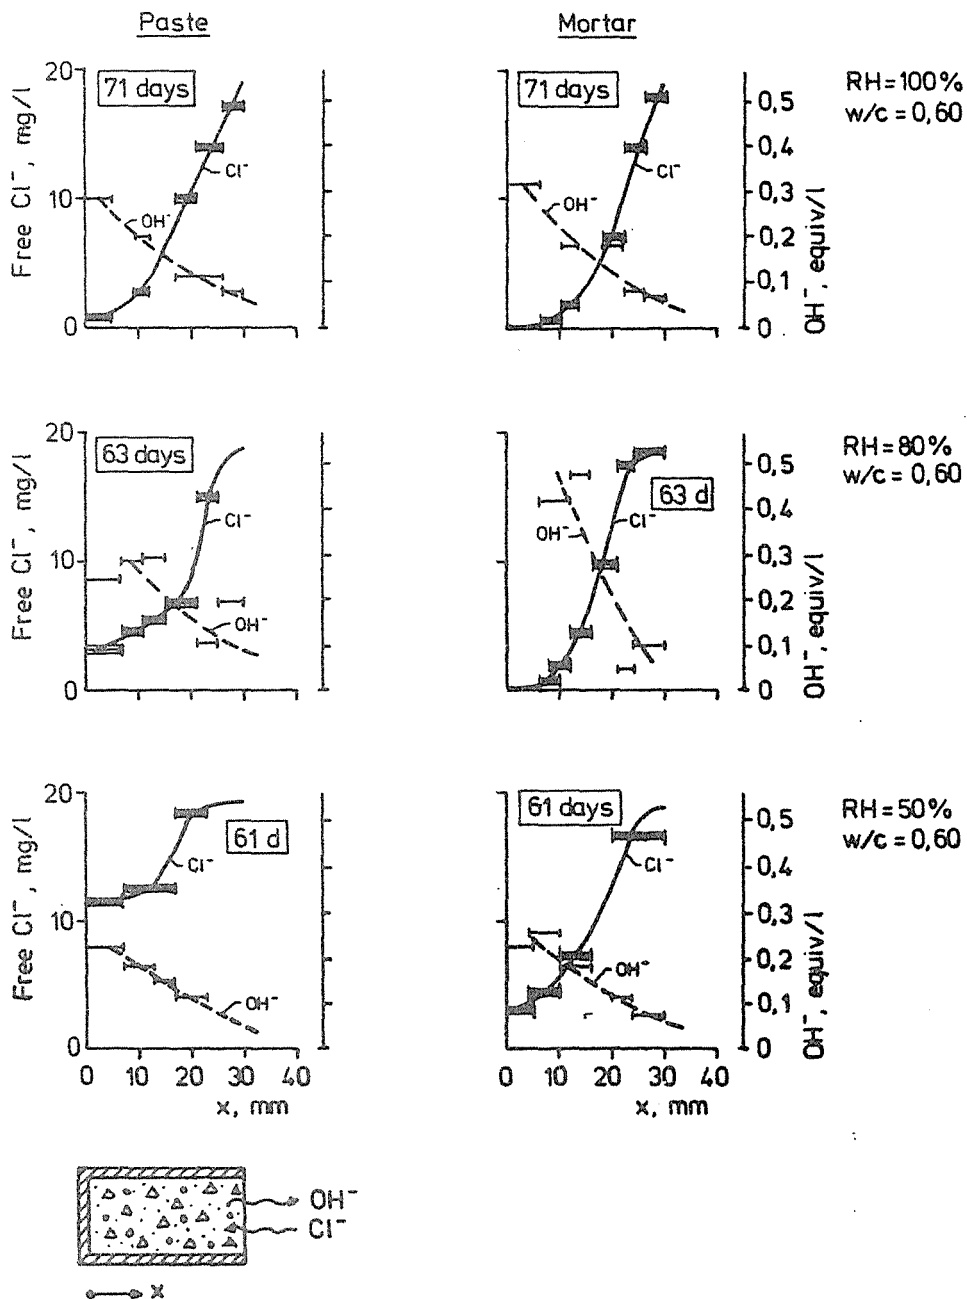 Paste
Mortar
20
10
0
Free Cl⁻, mg/l
71 days
Cl⁻
OH⁻
71 days
Cl⁻
OH⁻
0,5
0,4
0,3
0,2
0,1
0
OH⁻, equiv/l
RH=100%
w/c=0,60
20
10
0
Free Cl⁻, mg/l
63 days
Cl⁻
OH⁻
63 d
Cl⁻
OH⁻
0,5
0,4
0,3
0,2
0,1
0
OH⁻, equiv/l
RH=80%
w/c=0,60
20
10
0
Free Cl⁻, mg/l
61 d
Cl⁻
OH⁻
0 10 20 30 40
x, mm
61 days
Cl⁻
OH⁻
0 10 20 30 40
x, mm
0,5
0,4
0,3
0,2
0,1
0
OH⁻, equiv/l
RH=50%
w/c=0,60
OH⁻
Cl⁻
x